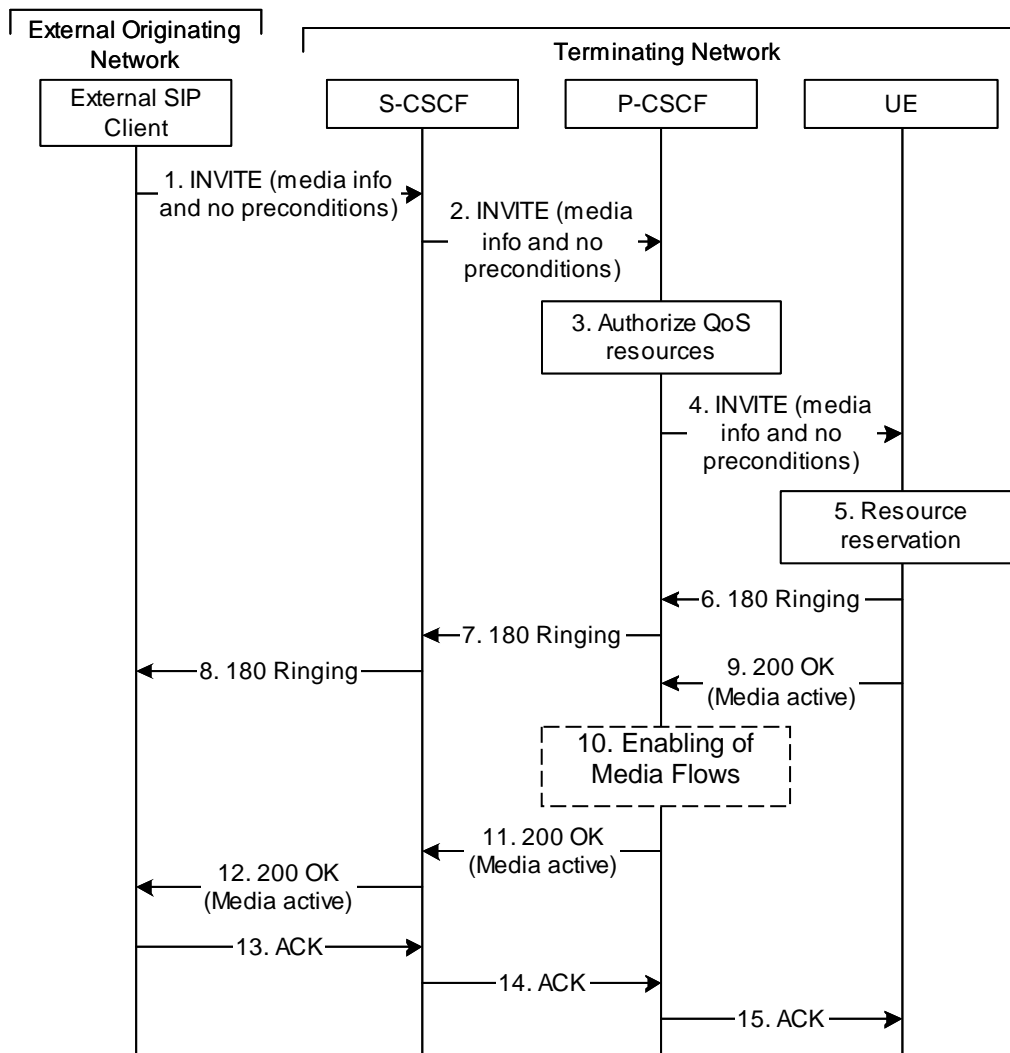 External Originating
Network
Terminating Network
External SIP
Client
S-CSCF
P-CSCF
UE
1. INVITE (media info
and no preconditions)
2. INVITE (media
info and no
preconditions)
3. Authorize QoS
resources
4. INVITE (media
info and no
preconditions)
5. Resource
reservation
6. 180 Ringing
7. 180 Ringing
8. 180 Ringing
9. 200 OK
(Media active)
10. Enabling of
Media Flows
11. 200 OK
(Media active)
12. 200 OK
(Media active)
13. ACK
14. ACK
15. ACK